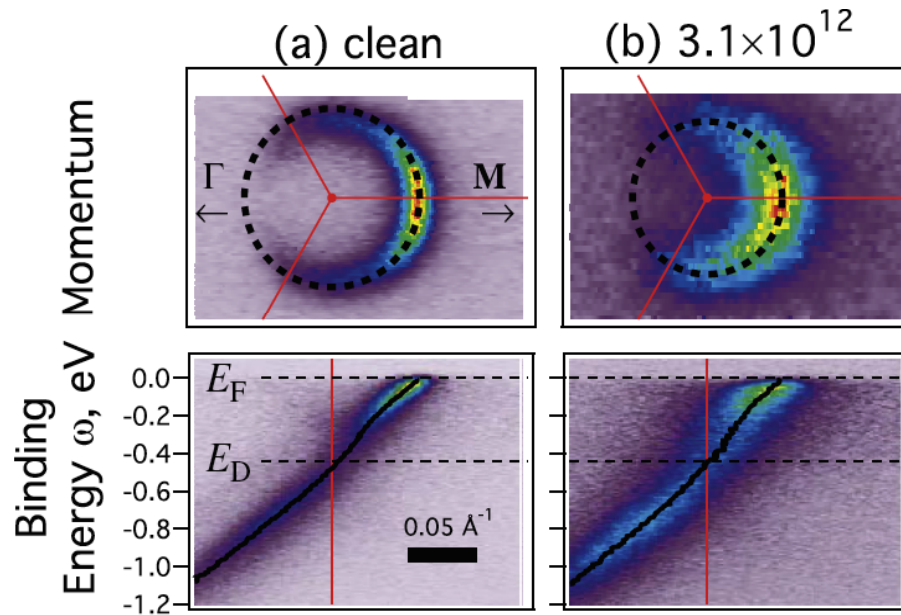 (a) clean
(b) 3.1×10¹²
Momentum
Γ
←
M
→
Binding
Energy ω, eV
0.0
-0.2
-0.4
-0.6
-0.8
-1.0
-1.2
E_F
E_D
0.05 Å⁻¹